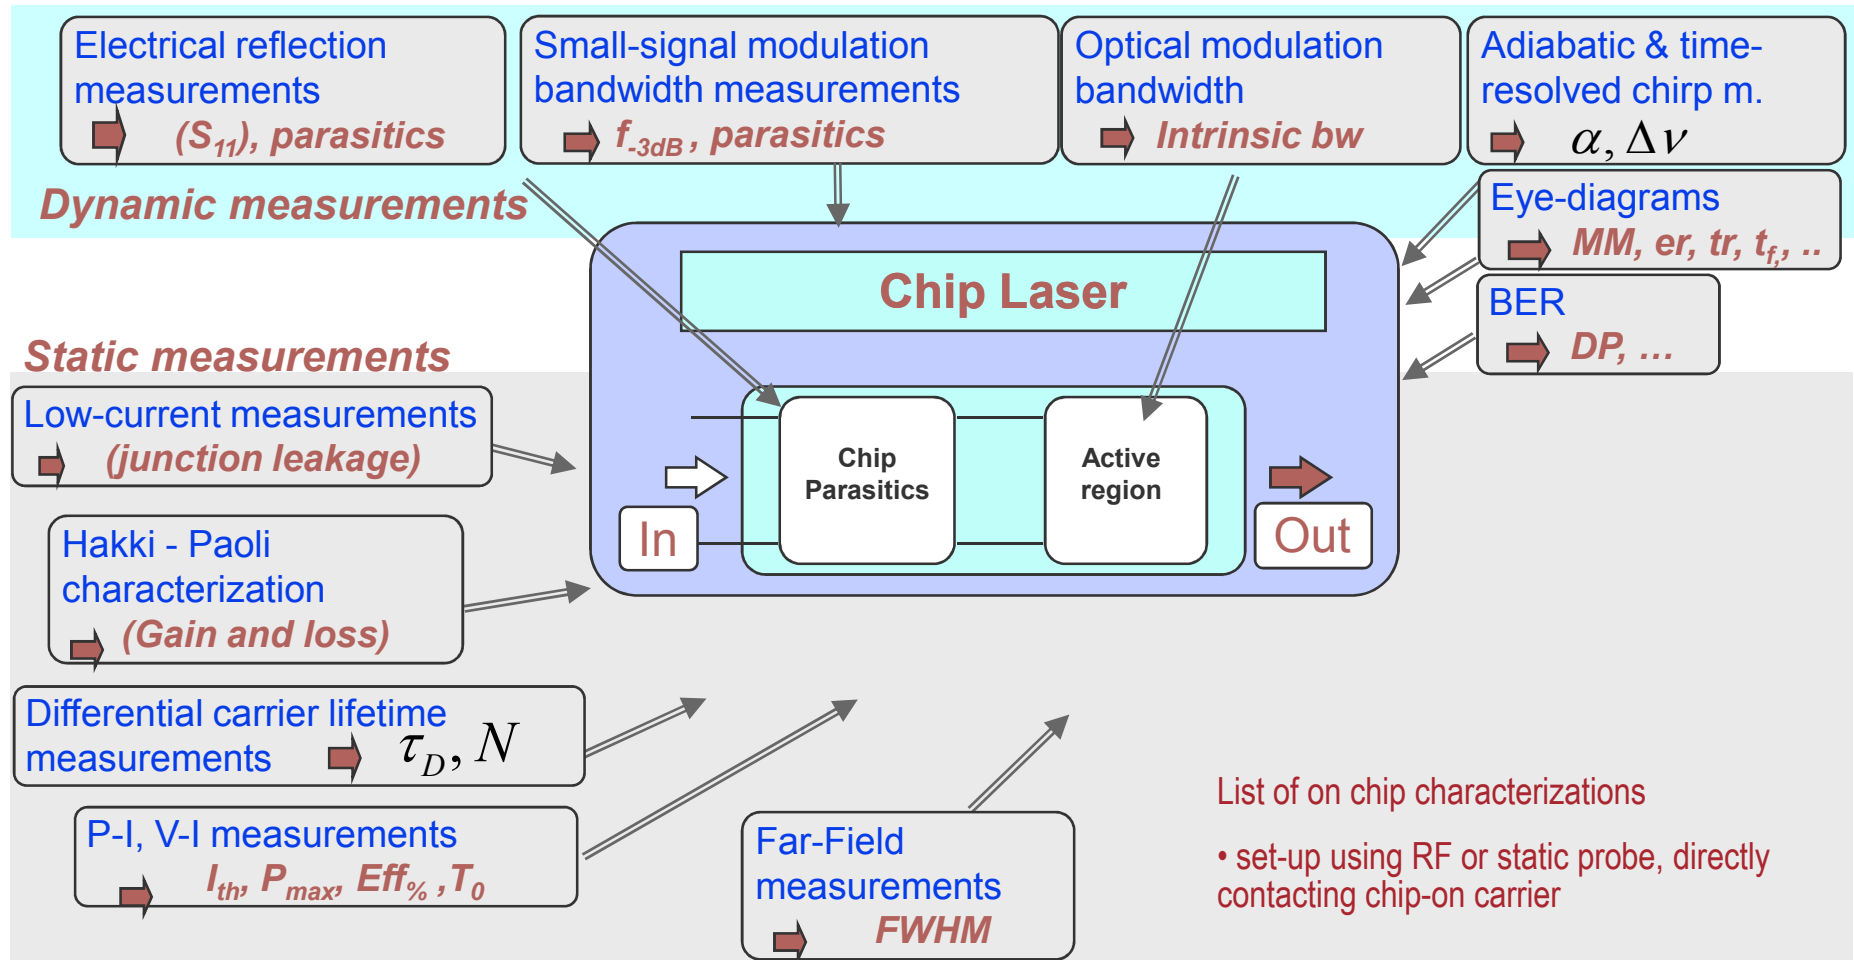 Electrical reflection
measurements
(S11), parasitics
Small-signal modulation
bandwidth measurements
f-3dB , parasitics
Optical modulation
bandwidth
Intrinsic bw
Adiabatic & time-
resolved chirp m.
α, Δν
Dynamic measurements
Eye-diagrams
MM, er, tr, tf, , ..
Chip Laser
BER
DP, …
Static measurements
Low-current measurements
(junction leakage)
Chip
Parasitics
Active
region
In
Out
Hakki - Paoli
characterization
(Gain and loss)
Differential carrier lifetime
measurements
τD, N
P-I, V-I measurements
Ith, Pmax, Eff% ,T0
Far-Field
measurements
FWHM
List of on chip characterizations
• set-up using RF or static probe, directly
contacting chip-on carrier